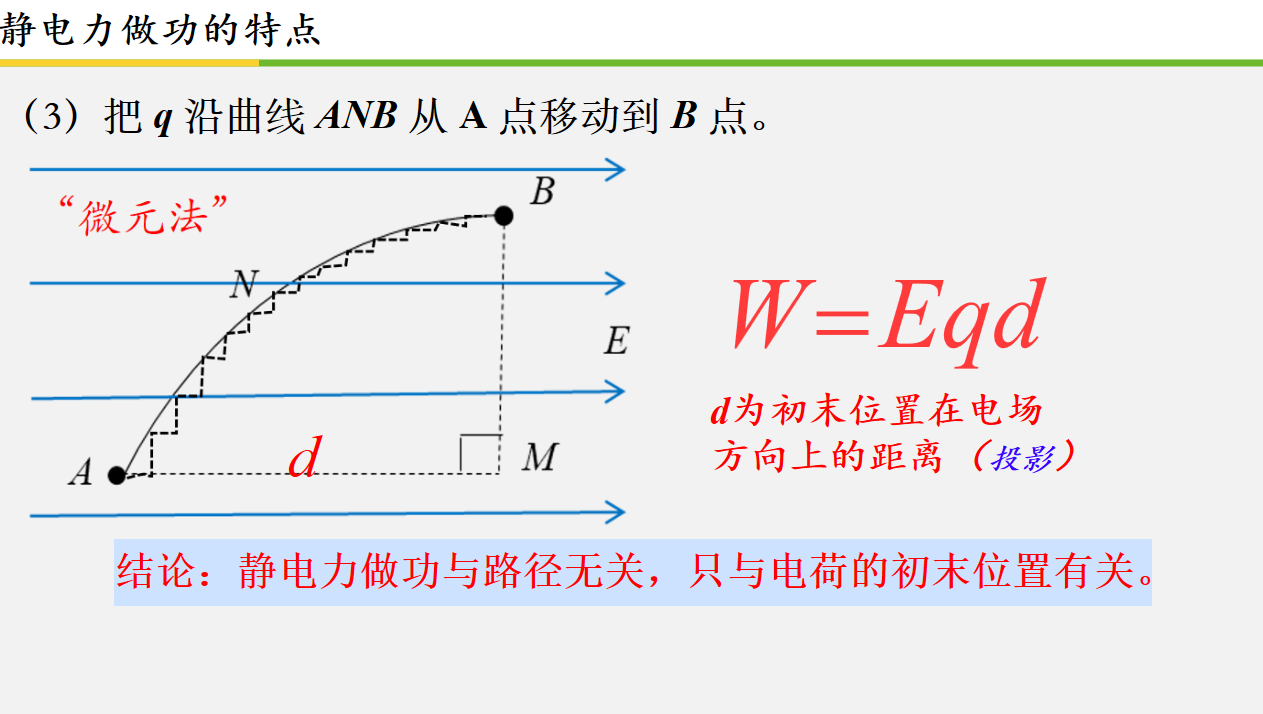 静电力做功的特点
（3）把 q 沿曲线 ANB 从 A 点移动到 B 点。
“微元法”
B
N
E
W=Eqd
d为初末位置在电场
方向上的距离（投影）
A
d
M
结论：静电力做功与路径无关，只与电荷的初末位置有关。